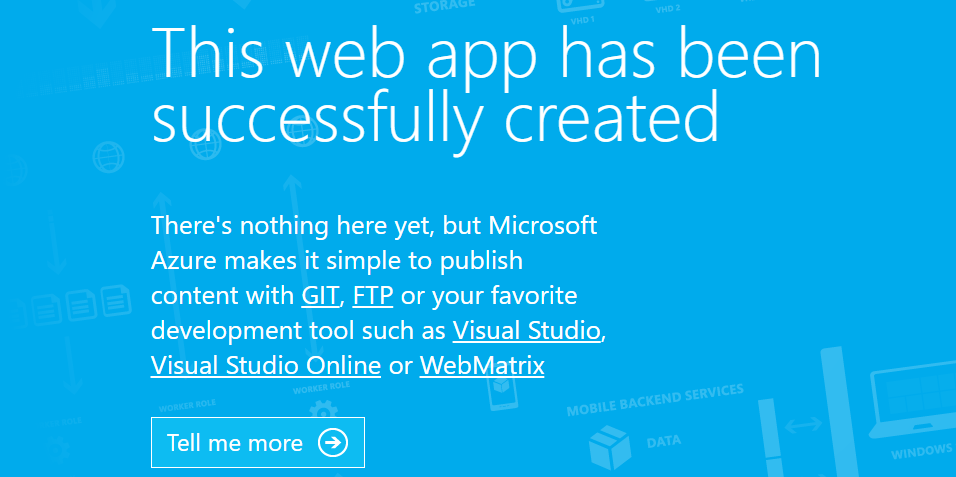 STORAGE
VHD 1
VHD 2
This web app has been
successfully created
There's nothing here yet, but Microsoft
Azure makes it simple to publish
content with GIT, FTP or your favorite
development tool such as Visual Studio,
Visual Studio Online or WebMatrix
WORKER ROLE
WORKER ROLE
MOBILE BACKEND SERVICES
Tell me more
DATA
WINDOWS